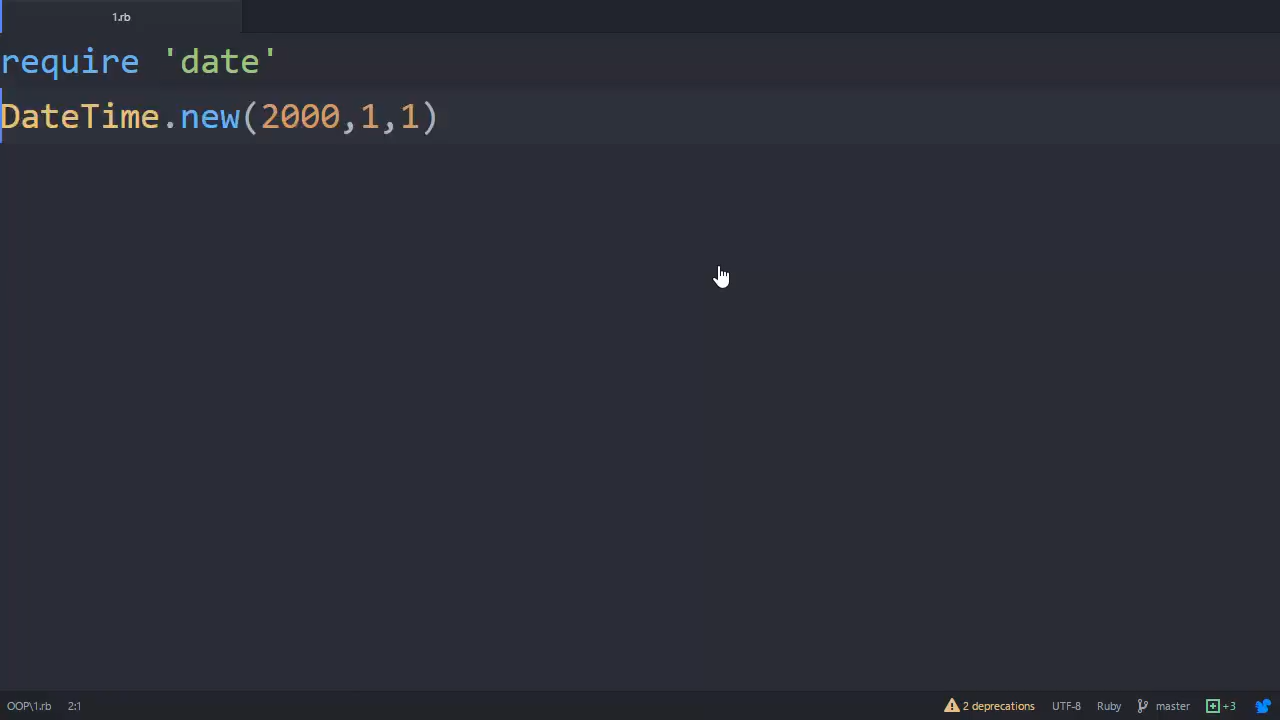 1.rb
require 'date'
DateTime.new(2000,1,1)
OOP\1.rb 2:1 2 deprecations UTF-8 Ruby master +3